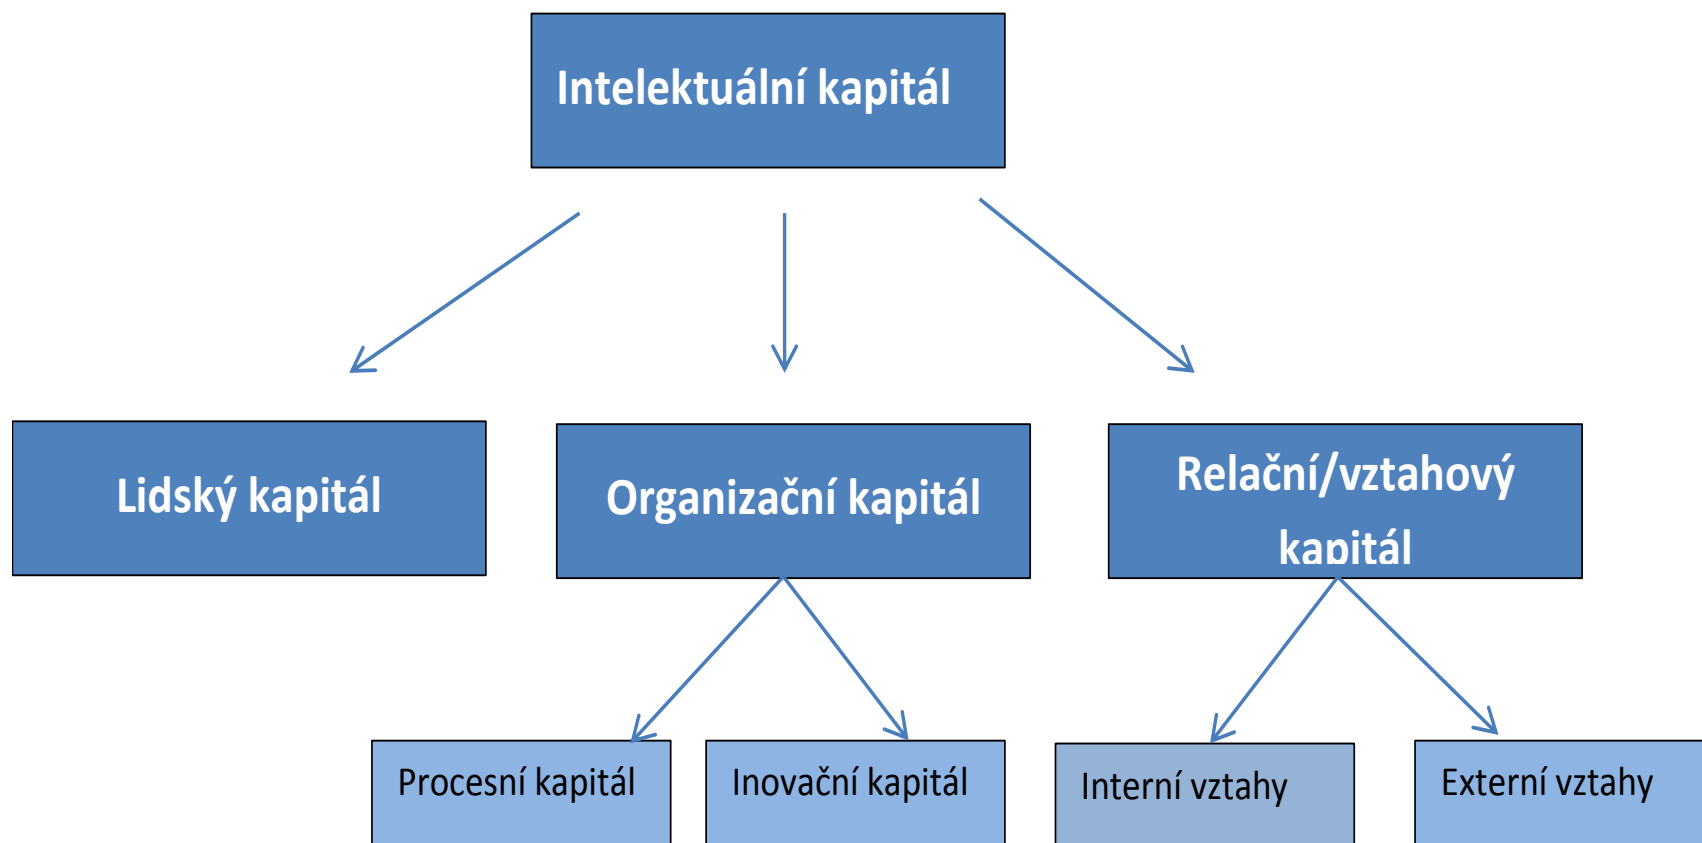 Intelektuální kapitál
Lidský kapitál
Organizační kapitál
Relační/vztahový
kapitál
Procesní kapitál
Inovační kapitál
Interní vztahy
Externí vztahy